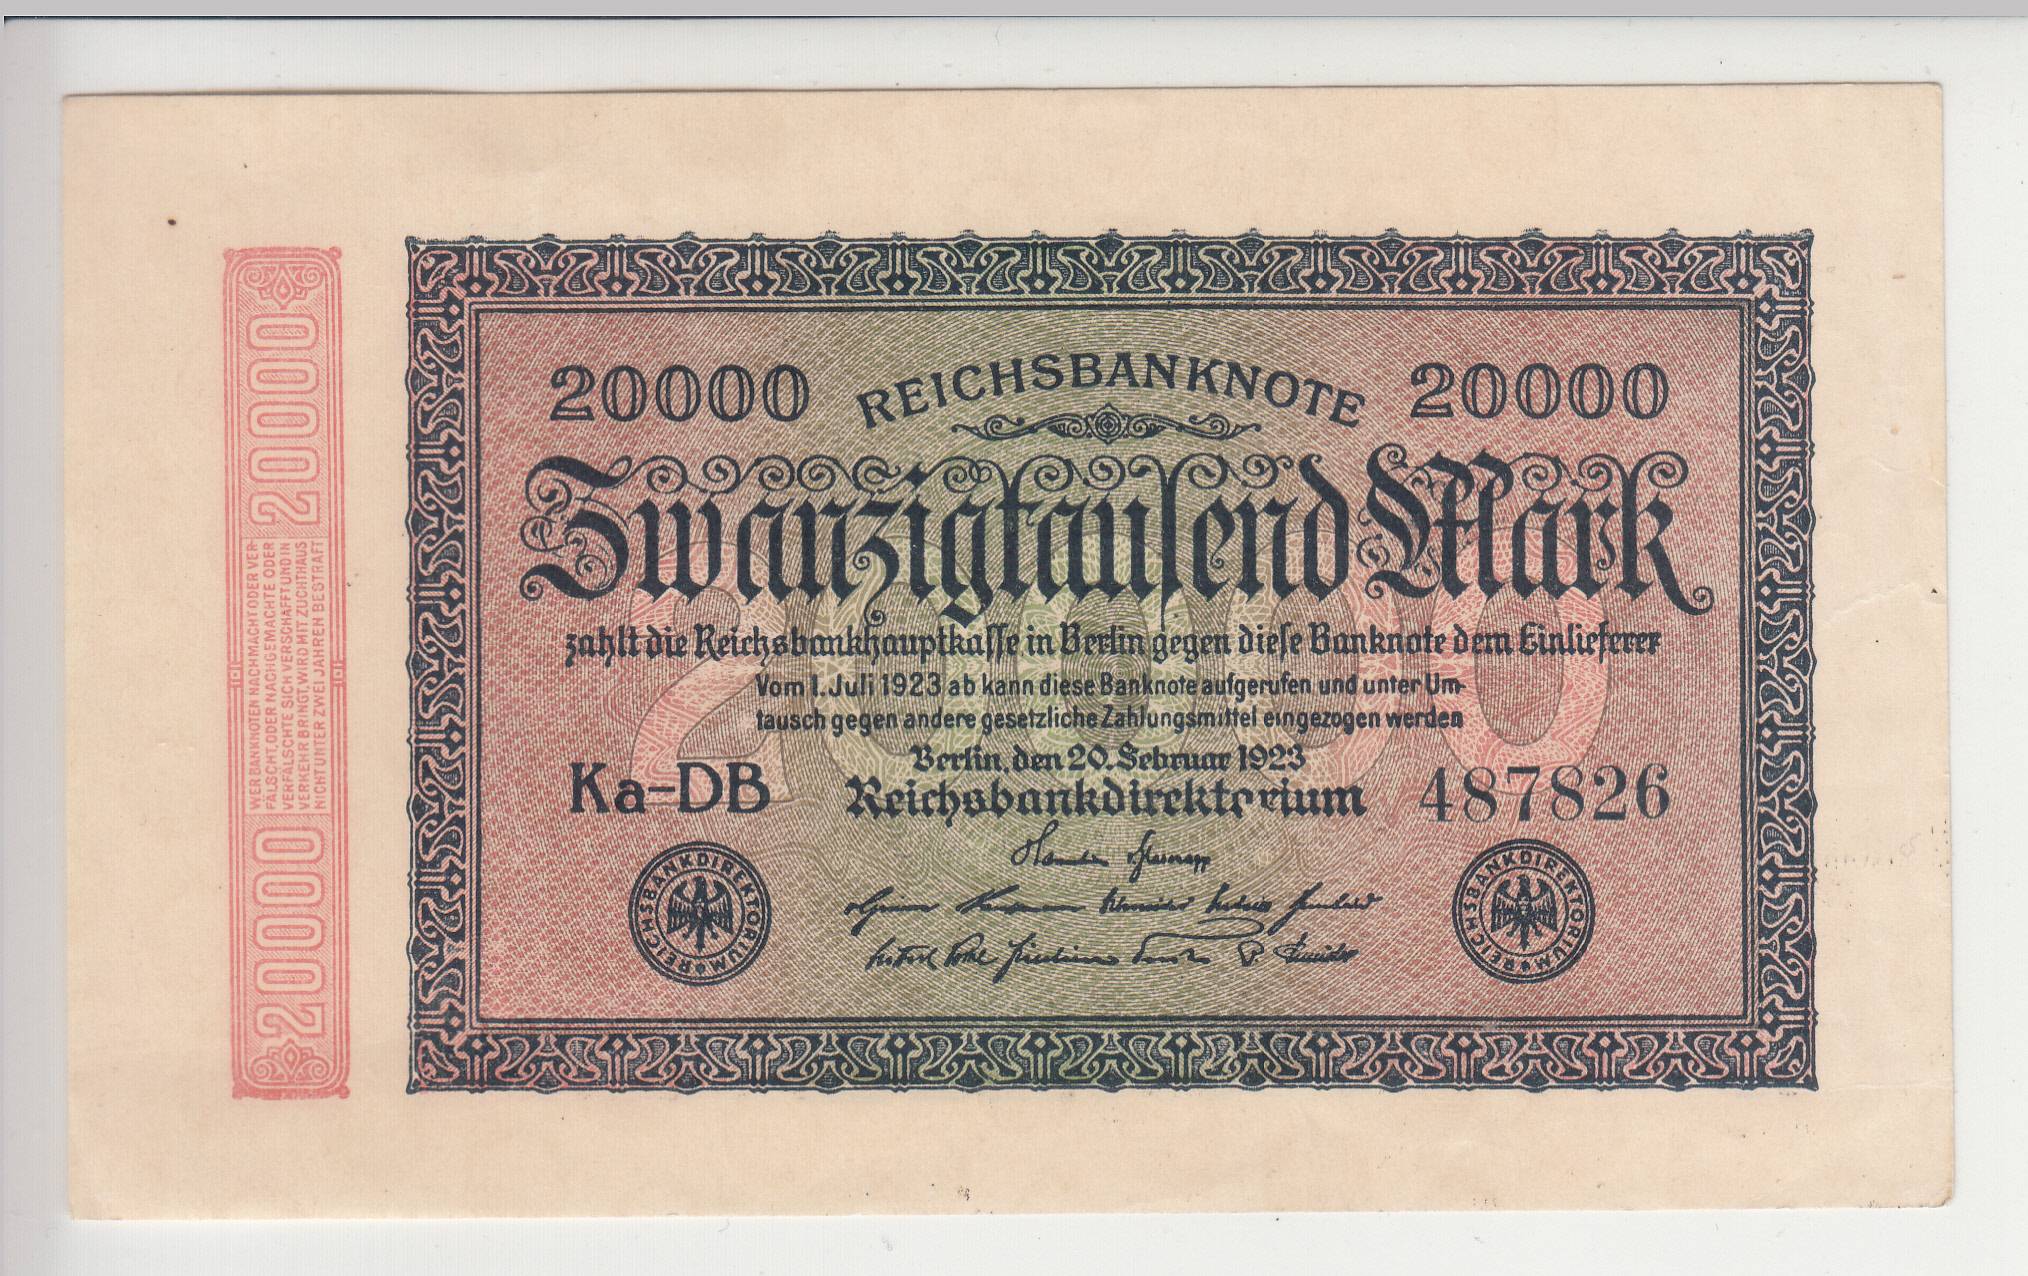 20000
REICHSBANKNOTE
20000
Zwanzigtausend Mark
zahlt die Reichsbankhauptkasse in Berlin gegen diese Banknote dem Einlieferer
Vom 1. Juli 1923 ab kann diese Banknote aufgerufen und unter Um-
tausch gegen andere gesetzliche Zahlungsmittel eingezogen werden
Berlin, den 20. Februar 1923
Ka-DB
Reichsbankdirektorium
487826
REICHSBANKDIREKTORIUM
REICHSBANKDIREKTORIUM
20000
20000
WER BANKNOTEN NACHMACHT ODER VER-
FÄLSCHT, ODER NACHGEMACHTE ODER
VERFÄLSCHTE SICH VERSCHAFFT UND IN
VERKEHR BRINGT, WIRD MIT ZUCHTHAUS
NICHT UNTER ZWEI JAHREN BESTRAFT
20000